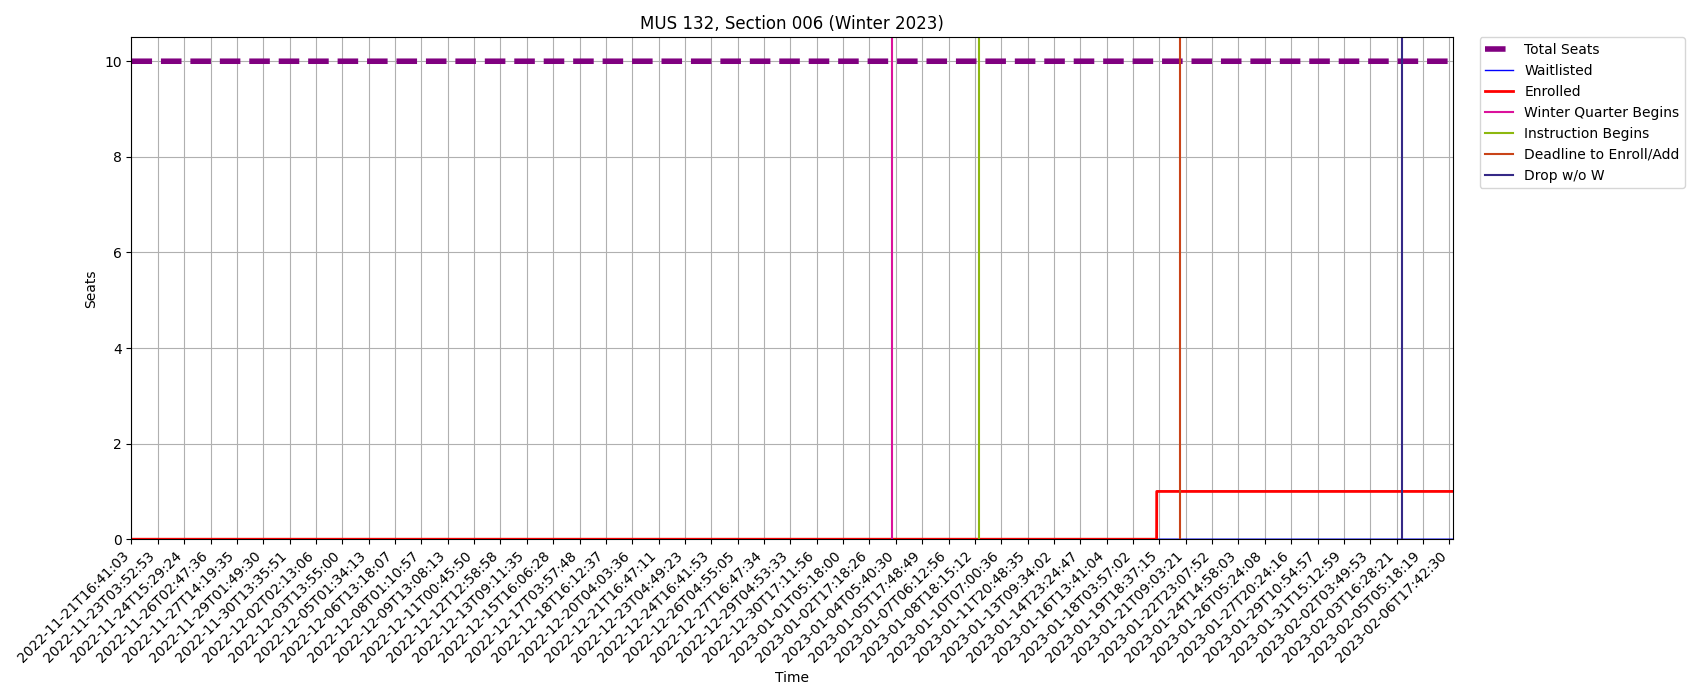 MUS 132, Section 006 (Winter 2023)
10
8
6
4
2
0
Seats
2022-11-21T16:41:03
2022-11-23T03:52:53
2022-11-24T15:29:24
2022-11-26T02:47:36
2022-11-27T14:19:35
2022-11-29T01:49:30
2022-11-30T13:35:51
2022-12-02T02:13:06
2022-12-03T13:55:00
2022-12-05T01:34:13
2022-12-06T13:18:07
2022-12-08T01:10:57
2022-12-09T13:08:13
2022-12-11T00:45:50
2022-12-12T12:58:58
2022-12-13T09:11:35
2022-12-15T16:06:28
2022-12-17T03:57:48
2022-12-18T16:12:37
2022-12-20T04:03:36
2022-12-21T16:47:11
2022-12-23T04:49:23
2022-12-24T16:41:53
2022-12-26T04:55:05
2022-12-27T16:47:34
2022-12-29T04:53:33
2022-12-30T17:11:56
2023-01-01T05:18:00
2023-01-02T17:18:26
2023-01-04T05:40:30
2023-01-05T17:48:49
2023-01-07T06:12:56
2023-01-08T18:15:12
2023-01-10T07:00:36
2023-01-11T20:48:35
2023-01-13T09:34:02
2023-01-14T23:24:47
2023-01-16T13:41:04
2023-01-18T03:57:02
2023-01-19T18:37:15
2023-01-21T09:03:21
2023-01-22T23:07:52
2023-01-24T14:58:03
2023-01-26T05:24:08
2023-01-27T20:24:16
2023-01-29T10:54:57
2023-01-31T15:12:59
2023-02-02T03:49:53
2023-02-03T16:28:21
2023-02-05T05:18:19
2023-02-06T17:42:30
Time
Total Seats
Waitlisted
Enrolled
Winter Quarter Begins
Instruction Begins
Deadline to Enroll/Add
Drop w/o W